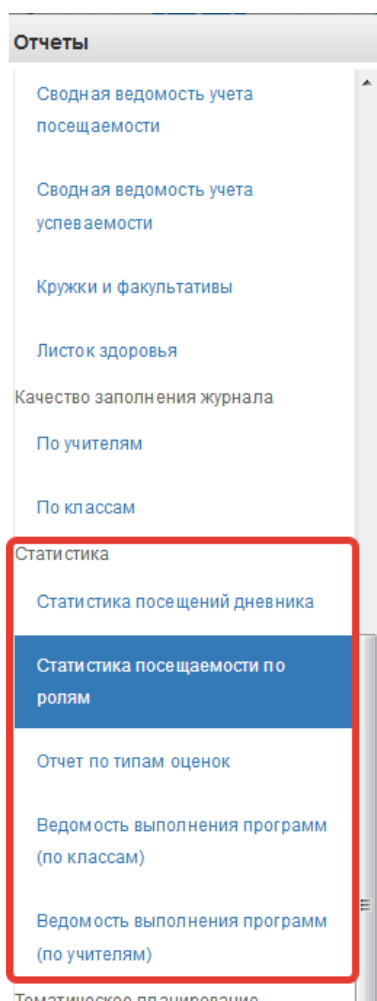 Отчеты
Сводная ведомость учета
посещаемости
Сводная ведомость учета
успеваемости
Кружки и факультативы
Листок здоровья
Качество заполнения журнала
По учителям
По классам
Статистика
Статистика посещений дневника
Статистика посещаемости по
ролям
Отчет по типам оценок
Ведомость выполнения программ
(по классам)
Ведомость выполнения программ
(по учителям)
Тематическое планирование